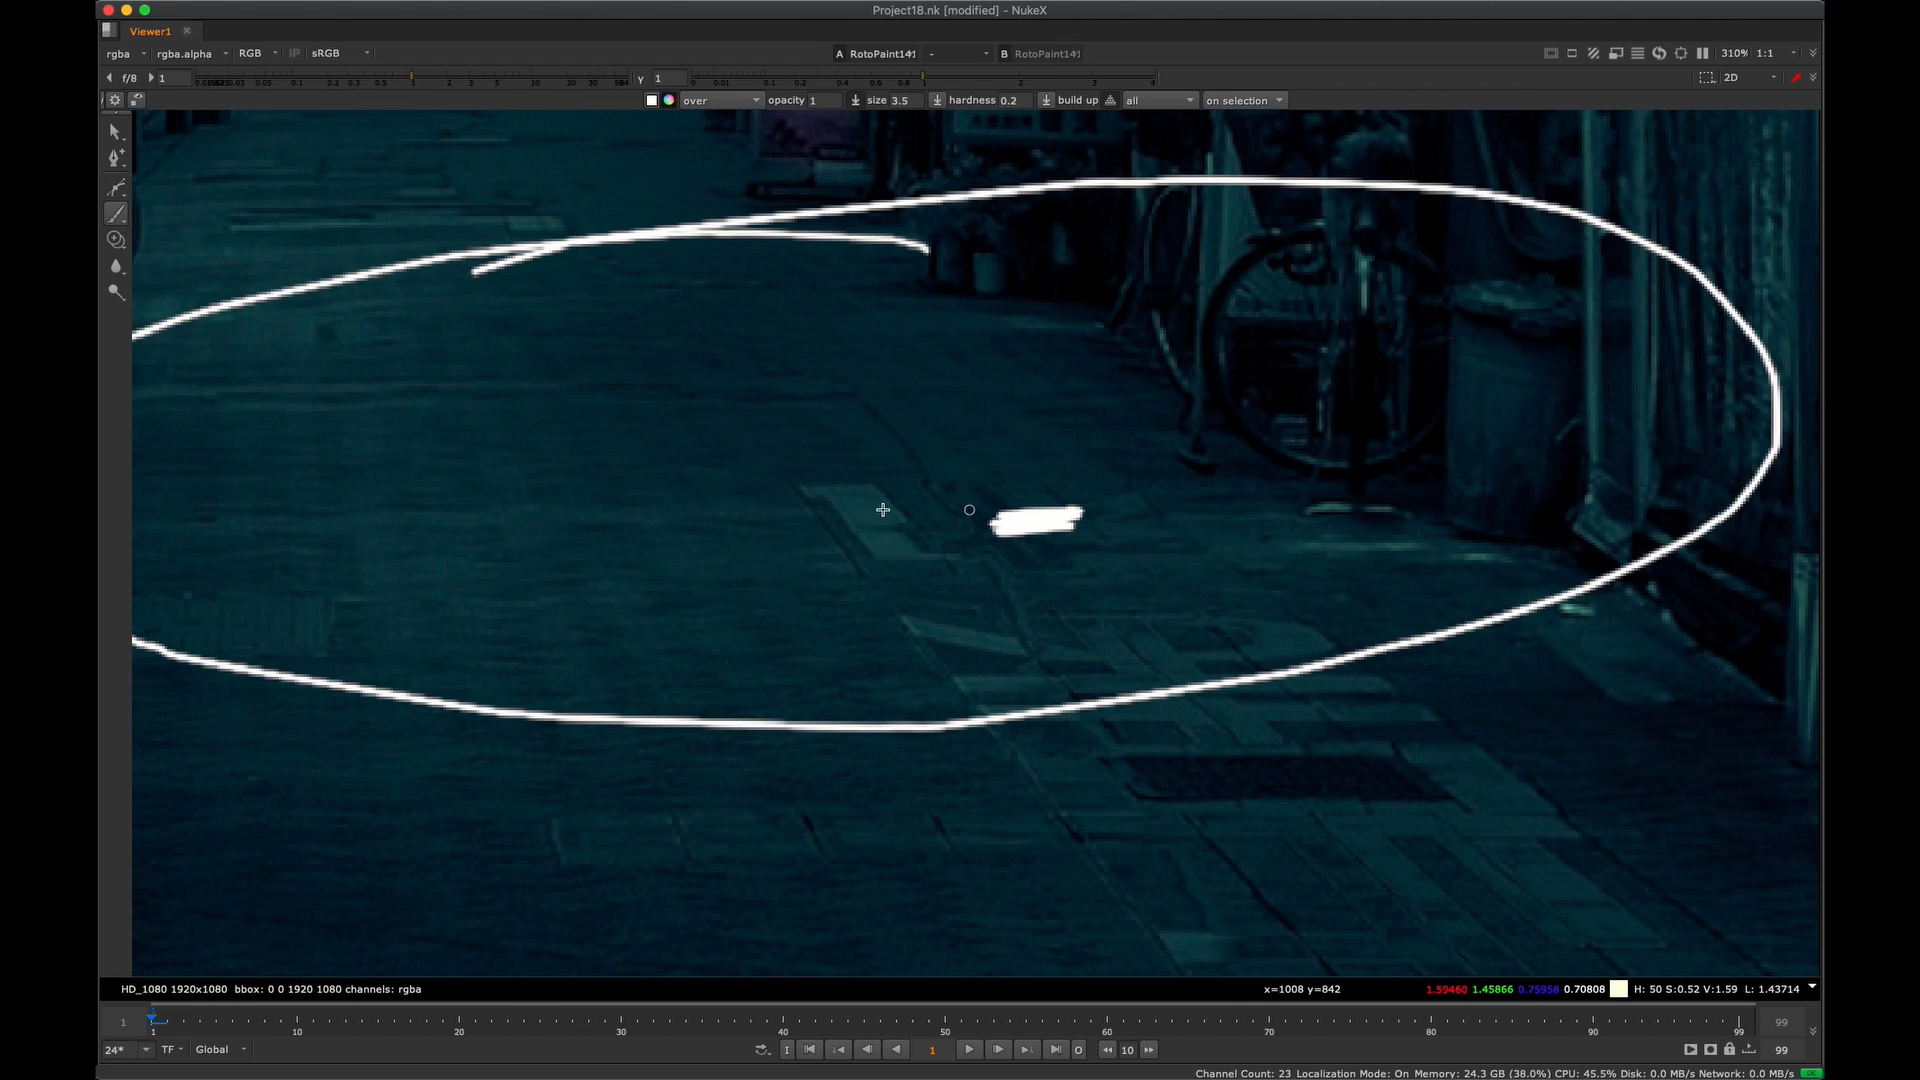 Project18.nk [modified] - NukeX
Viewer1
rgba rgba.alpha RGB IP sRGB A RotoPaint141 - B RotoPaint141 310% 1:1
f/8 1 Y 1 2D
over opacity 1 size 3.5 hardness 0.2 build up all on selection
HD_1080 1920x1080 bbox: 0 0 1920 1080 channels: rgba x=1008 y=842 1.59460 1.45866 0.75958 0.70808 H: 50 S:0.52 V:1.59 L: 1.43714
1 1 10 20 30 40 50 60 70 80 90 99 99
24* TF Global I 1 O 10 99
Channel Count: 23 Localization Mode: On Memory: 24.3 GB (38.0%) CPU: 45.5% Disk: 0.0 MB/s Network: 0.0 MB/s